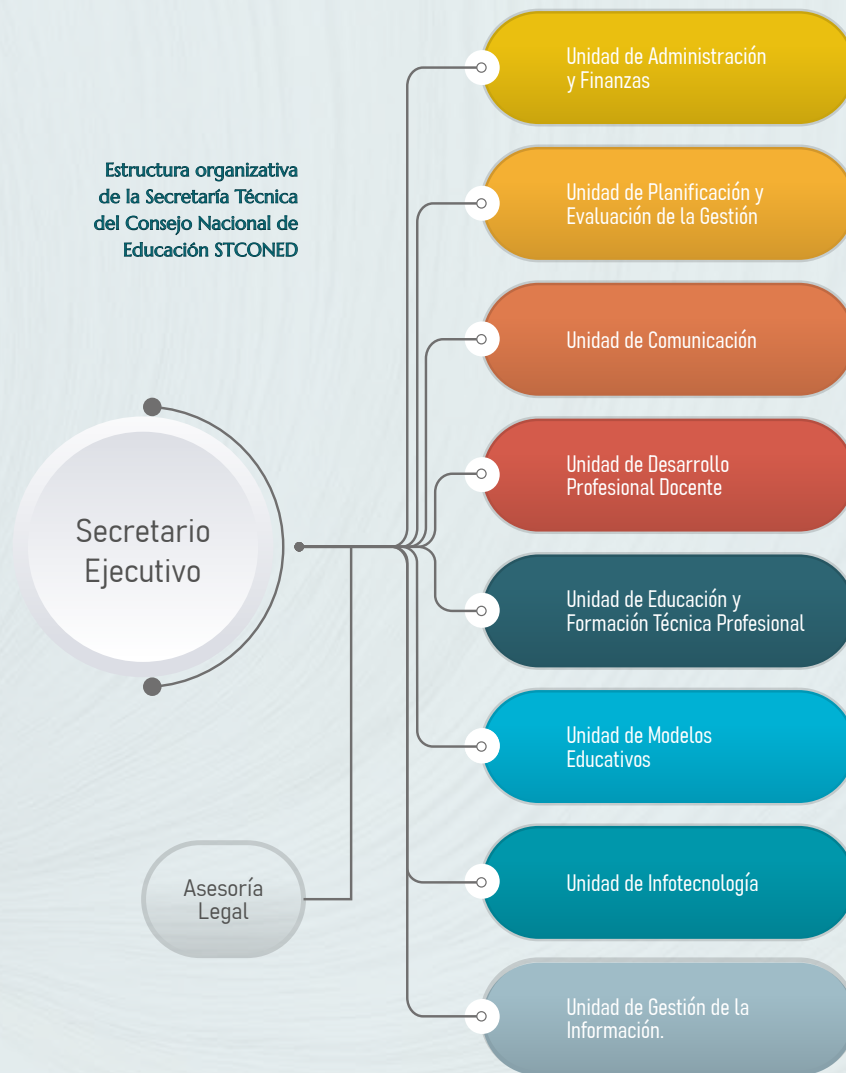 Estructura organizativa
de la Secretaría Técnica
del Consejo Nacional de
Educación STCONED
Secretario
Ejecutivo
Asesoría
Legal
Unidad de Administración
y Finanzas
Unidad de Planificación y
Evaluación de la Gestión
Unidad de Comunicación
Unidad de Desarrollo
Profesional Docente
Unidad de Educación y
Formación Técnica Profesional
Unidad de Modelos
Educativos
Unidad de Infotecnología
Unidad de Gestión de la
Información.